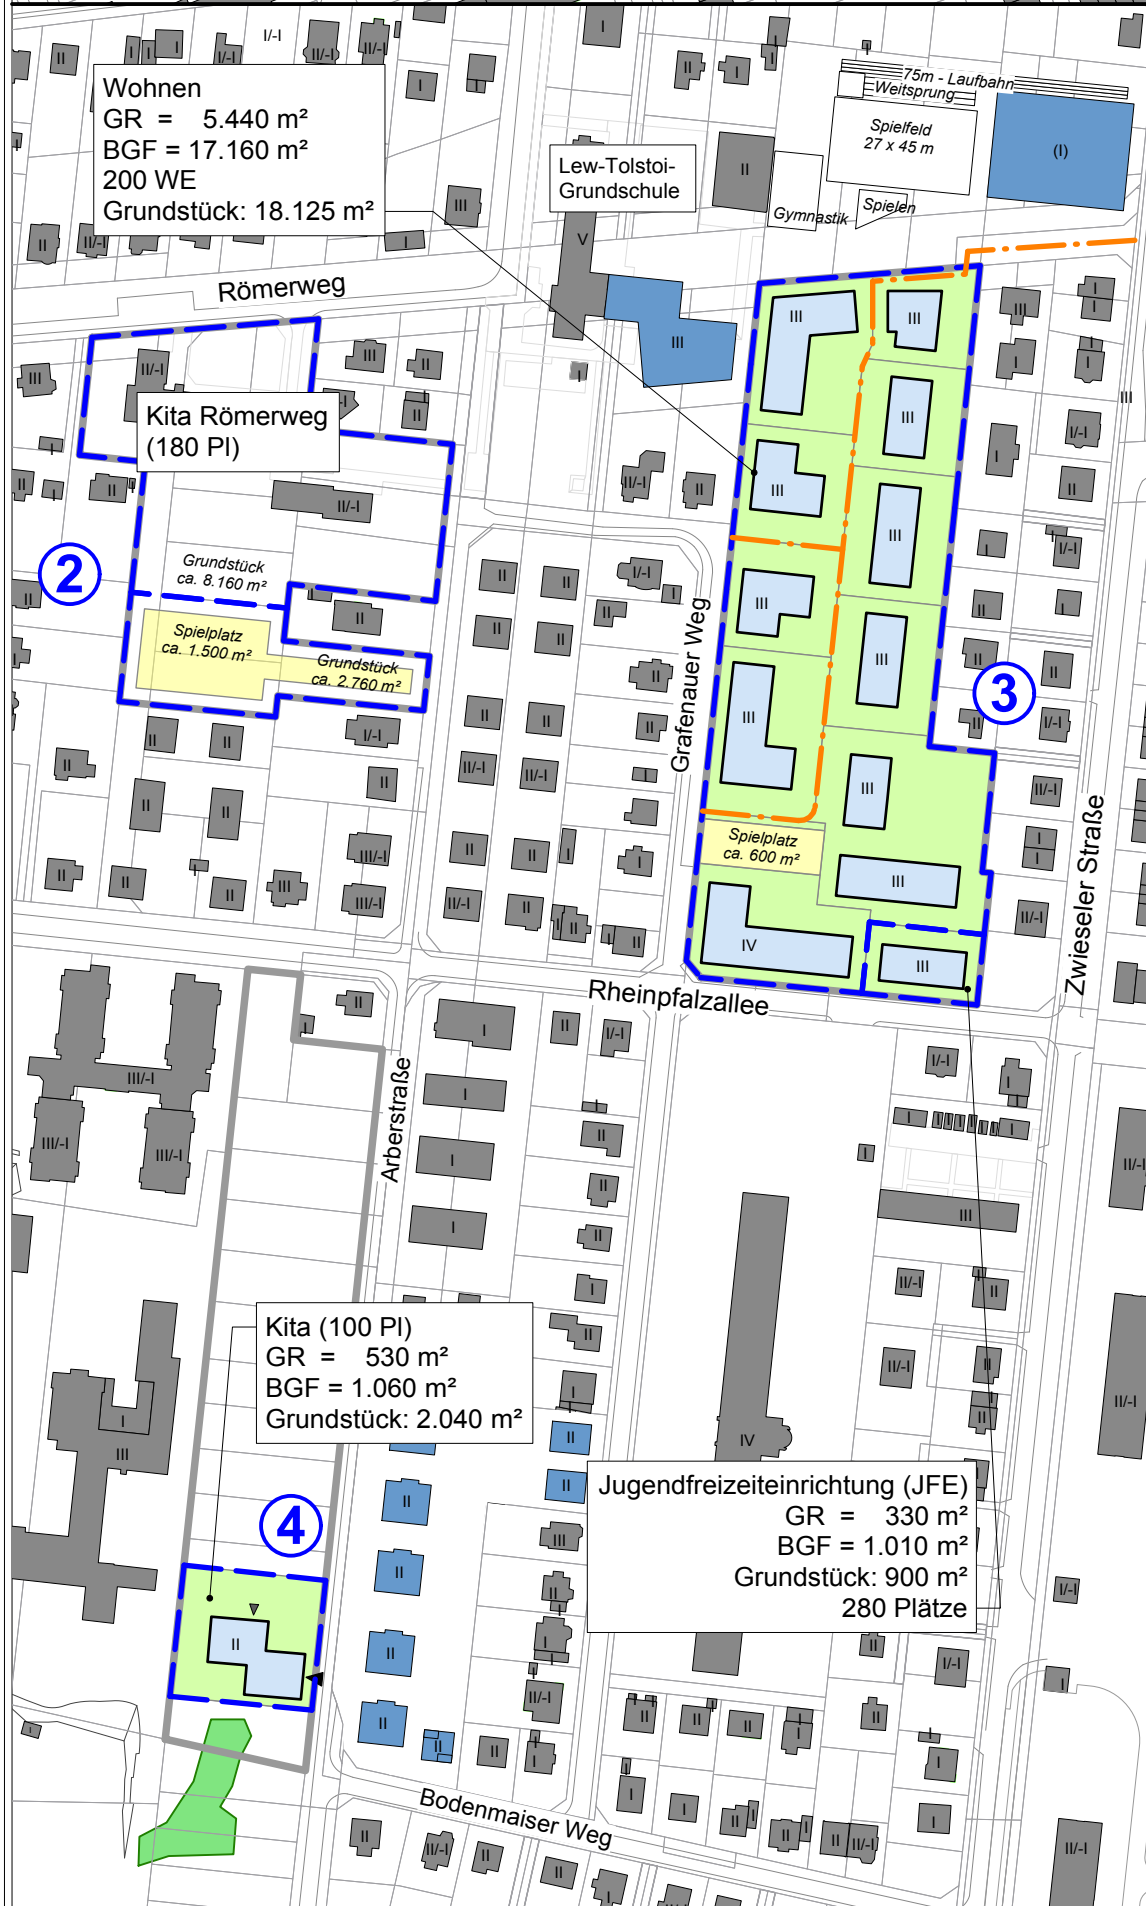 Wohnen
GR = 5.440 m²
BGF = 17.160 m²
200 WE
Grundstück: 18.125 m²
Lew-Tolstoi-
Grundschule
75m - Laufbahn
Weitsprung
Spielfeld
27 x 45 m
(I)
Gymnastik
Spielen
Römerweg
Kita Römerweg
(180 Pl)
2
Grundstück
ca. 8.160 m²
Spielplatz
ca. 1.500 m²
Grundstück
ca. 2.760 m²
Grafenauer Weg
3
Spielplatz
ca. 600 m²
Zwieseler Straße
Rheinpfalzallee
Arberstraße
Kita (100 Pl)
GR = 530 m²
BGF = 1.060 m²
Grundstück: 2.040 m²
4
Jugendfreizeiteinrichtung (JFE)
GR = 330 m²
BGF = 1.010 m²
Grundstück: 900 m²
280 Plätze
Bodenmaiser Weg